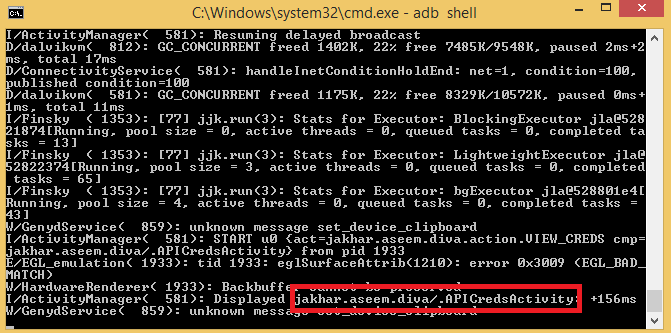 C:\Windows\system32\cmd.exe - adb shell
I/ActivityManager( 581): Resuming delayed broadcast
D/dalvikvm( 812): GC_CONCURRENT freed 1402K, 22% free 7485K/9548K, paused 2ms+2
ms, total 17ms
D/ConnectivityService( 581): handleInetConditionHoldEnd: net=1, condition=100,
published condition=100
D/dalvikvm( 581): GC_CONCURRENT freed 1175K, 22% free 8329K/10572K, paused 0ms+
1ms, total 11ms
I/Finsky ( 1353): [77] jjk.run(3): Stats for Executor: BlockingExecutor jla@528
21874[Running, pool size = 0, active threads = 0, queued tasks = 0, completed ta
sks = 13]
I/Finsky ( 1353): [77] jjk.run(3): Stats for Executor: LightweightExecutor jla@
52822374[Running, pool size = 3, active threads = 0, queued tasks = 0, completed
tasks = 65]
I/Finsky ( 1353): [77] jjk.run(3): Stats for Executor: bgExecutor jla@528801e4[
Running, pool size = 4, active threads = 0, queued tasks = 0, completed tasks =
43]
W/GenydService( 859): unknown message set_device_clipboard
I/ActivityManager( 581): START u0 {act=jakhar.aseem.diva.action.VIEW_CREDS cmp=
jakhar.aseem.diva/.APICredsActivity} from pid 1933
E/EGL_emulation( 1933): tid 1933: eglSurfaceAttrib(1210): error 0x3009 (EGL_BAD_
MATCH)
W/HardwareRenderer( 1933): Backbuffer cannot be preserved
I/ActivityManager( 581): Displayed jakhar.aseem.diva/.APICredsActivity: +156ms
W/GenydService( 859): unknown message set_device_clipboard